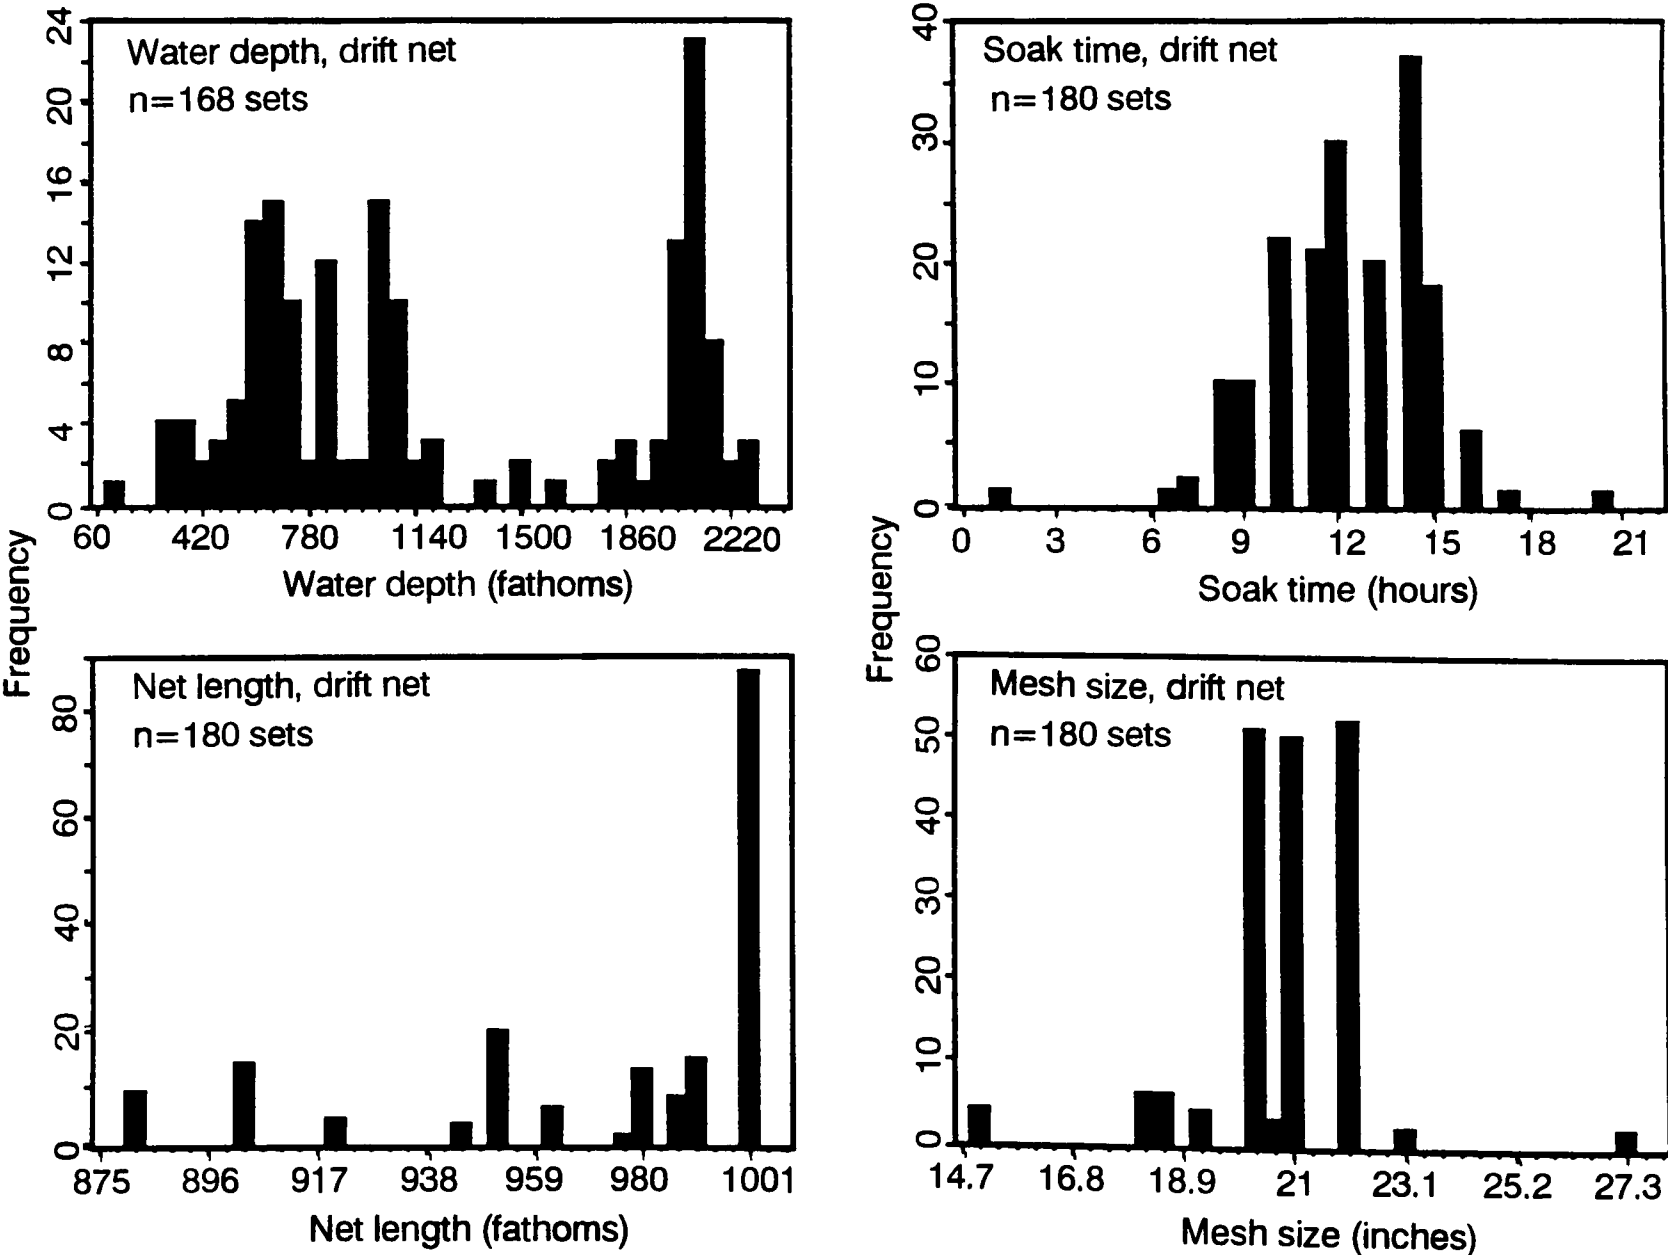 Water depth, drift net
n=168 sets
24
20
16
12
8
4
0
60 420 780 1140 1500 1860 2220
Water depth (fathoms)
Frequency
Soak time, drift net
n=180 sets
40
30
20
10
0
0 3 6 9 12 15 18 21
Soak time (hours)
Frequency
Net length, drift net
n=180 sets
80
60
40
20
0
875 896 917 938 959 980 1001
Net length (fathoms)
Mesh size, drift net
n=180 sets
60
50
40
30
20
10
0
14.7 16.8 18.9 21 23.1 25.2 27.3
Mesh size (inches)